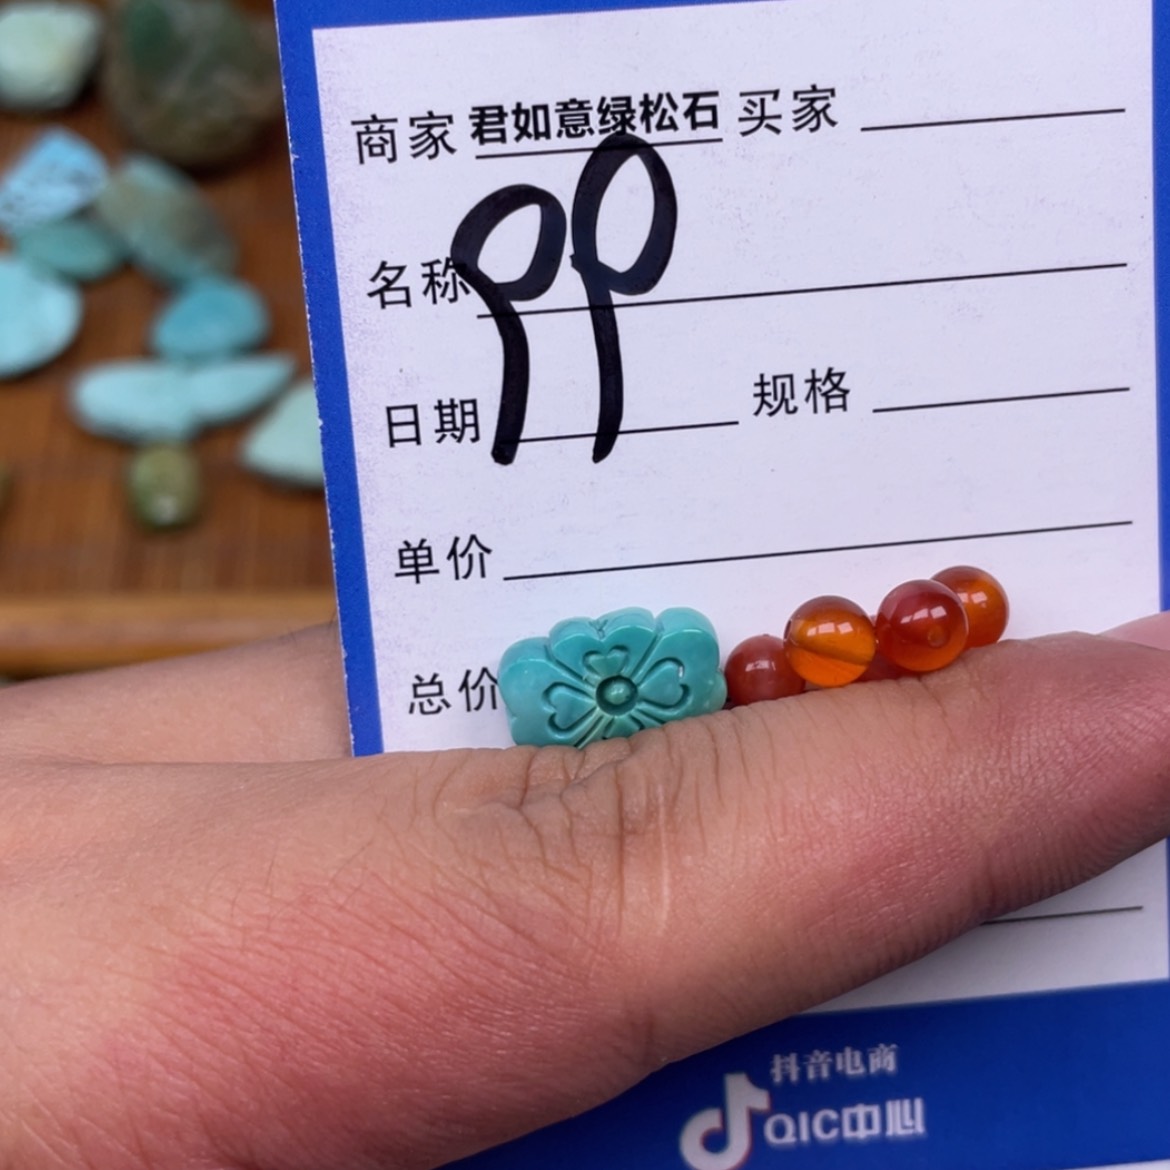 商家 君如意绿松石 买家
99
名称
日期 规格
单价
总价
抖音电商
QIC中心